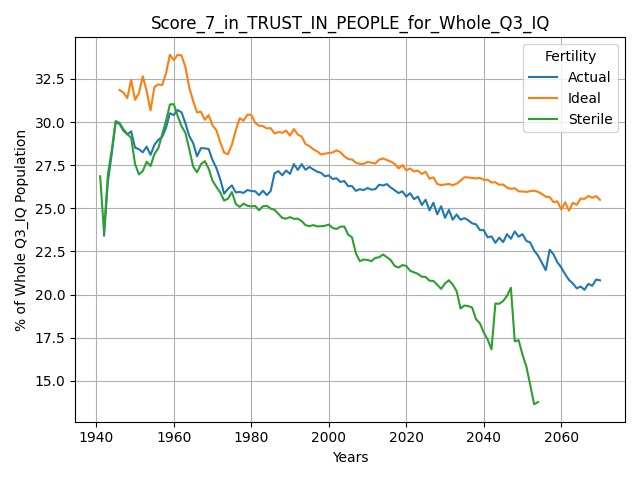 Score_7_in_TRUST_IN_PEOPLE_for_Whole_Q3_IQ
Fertility
Actual
Ideal
Sterile
% of Whole Q3_IQ Population
32.5
30.0
27.5
25.0
22.5
20.0
17.5
15.0
1940 1960 1980 2000 2020 2040 2060
Years